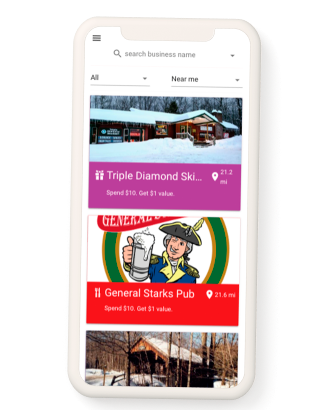 search business name
All
Near me
Triple Diamond Ski...
21.2
mi
Spend $10. Get $1 value.
GENERAL
General Starks Pub
21.6 mi
Spend $10. Get $1 value.